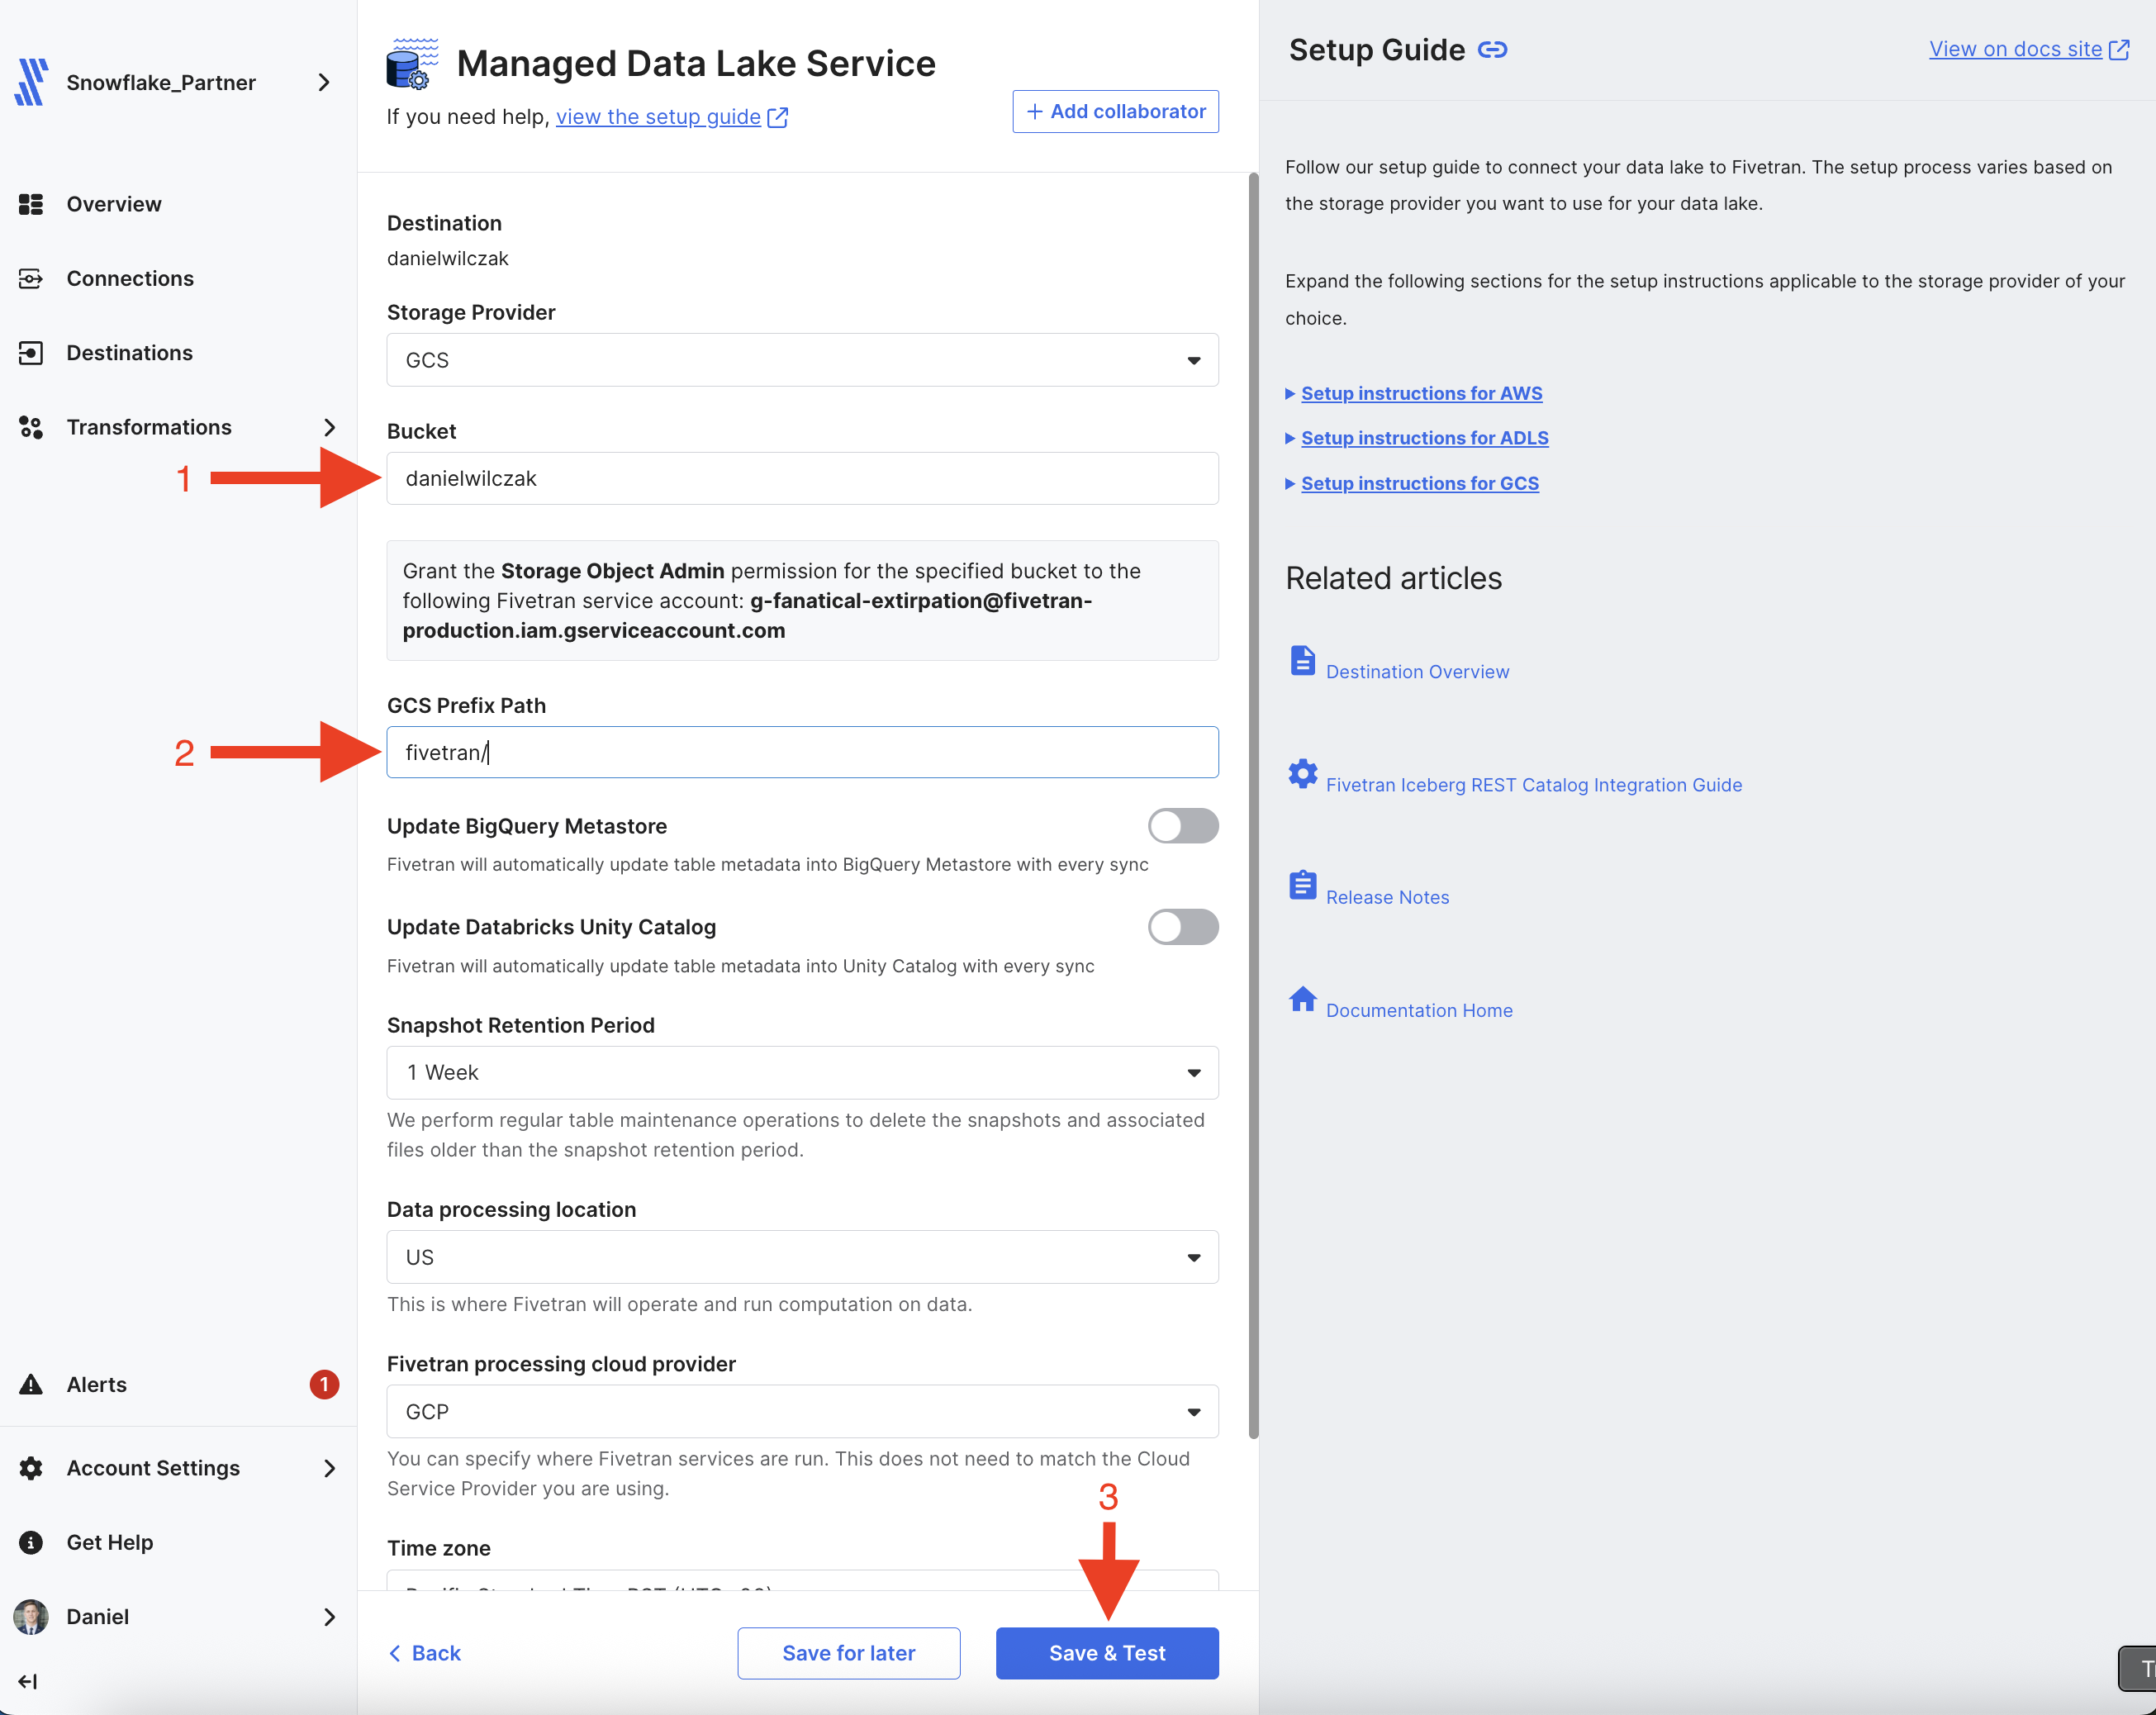 Snowflake_Partner
Overview
Connections
Destinations
Transformations
Alerts
1
Account Settings
Get Help
Daniel
Managed Data Lake Service
If you need help, view the setup guide
+ Add collaborator
Destination
danielwilczak
Storage Provider
GCS
Bucket
1
danielwilczak
Grant the Storage Object Admin permission for the specified bucket to the
following Fivetran service account: g-fanatical-extirpation@fivetran-
production.iam.gserviceaccount.com
GCS Prefix Path
2
fivetran/
Update BigQuery Metastore
Fivetran will automatically update table metadata into BigQuery Metastore with every sync
Update Databricks Unity Catalog
Fivetran will automatically update table metadata into Unity Catalog with every sync
Snapshot Retention Period
1 Week
We perform regular table maintenance operations to delete the snapshots and associated
files older than the snapshot retention period.
Data processing location
US
This is where Fivetran will operate and run computation on data.
Fivetran processing cloud provider
GCP
You can specify where Fivetran services are run. This does not need to match the Cloud
Service Provider you are using.
3
Time zone
Back
Save for later
Save & Test
Setup Guide
View on docs site
Follow our setup guide to connect your data lake to Fivetran. The setup process varies based on
the storage provider you want to use for your data lake.
Expand the following sections for the setup instructions applicable to the storage provider of your
choice.
Setup instructions for AWS
Setup instructions for ADLS
Setup instructions for GCS
Related articles
Destination Overview
Fivetran Iceberg REST Catalog Integration Guide
Release Notes
Documentation Home